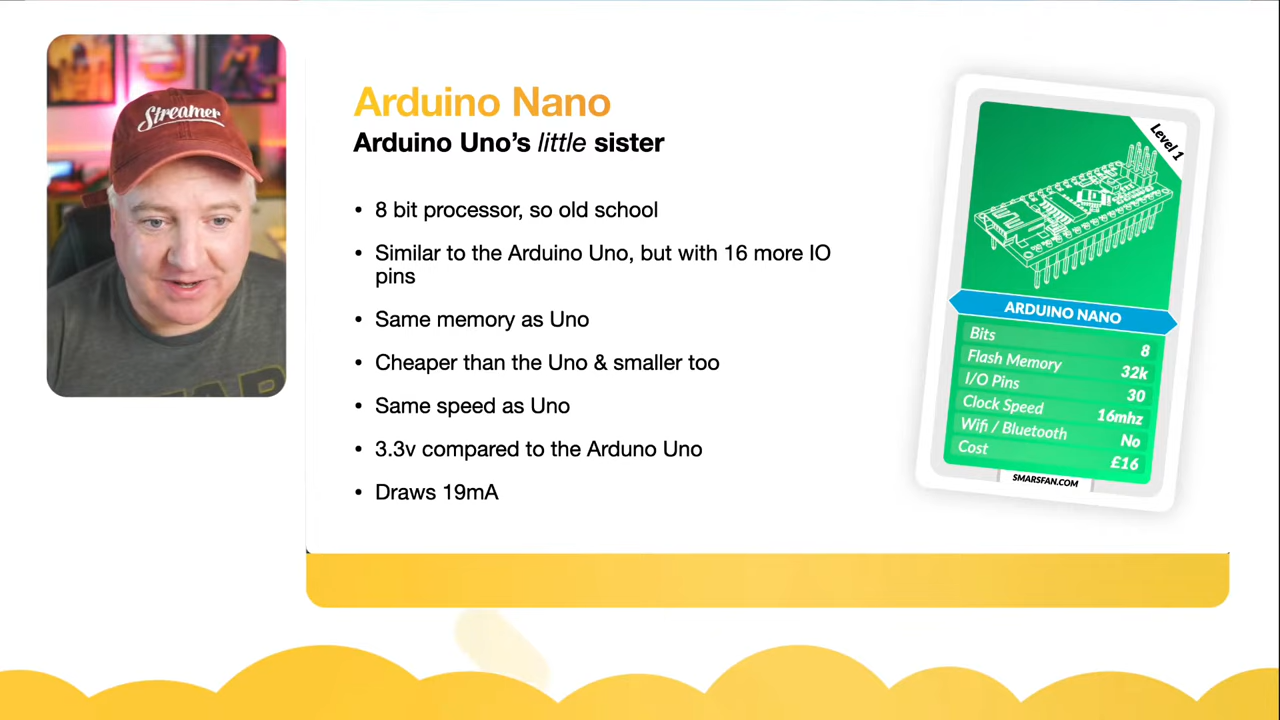 Streamer
Arduino Nano
Arduino Uno's little sister
• 8 bit processor, so old school
• Similar to the Arduino Uno, but with 16 more IO
pins
• Same memory as Uno
• Cheaper than the Uno & smaller too
• Same speed as Uno
• 3.3v compared to the Arduno Uno
• Draws 19mA
Level 1
ARDUINO NANO
Bits 8
Flash Memory 32k
I/O Pins 30
Clock Speed 16mhz
Wifi / Bluetooth No
Cost £16
SMARSFAN.COM